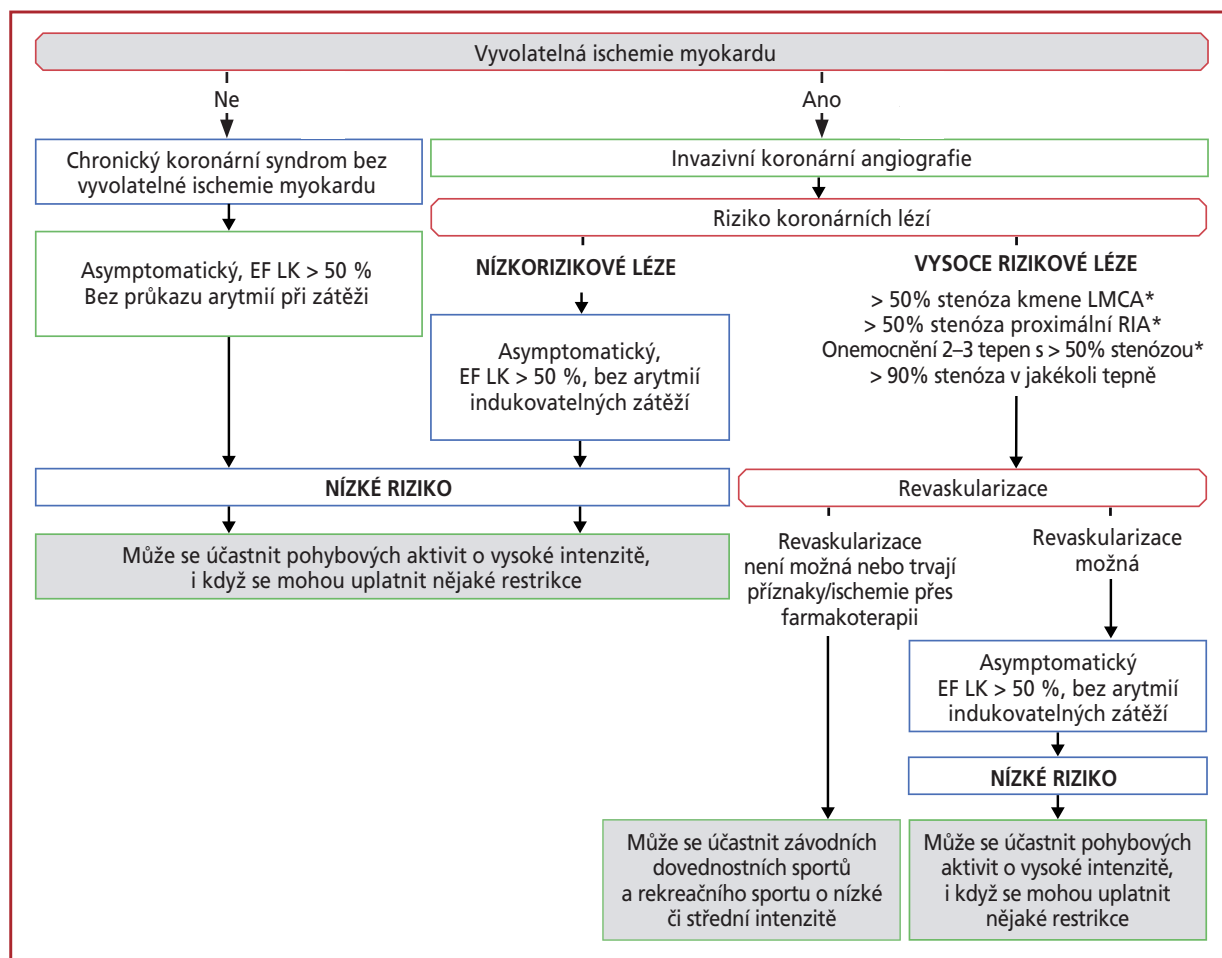 Vyvolatelná ischemie myokardu
Ne
Ano
Chronický koronární syndrom bez
vyvolatelné ischemie myokardu
Invazivní koronární angiografie
Riziko koronárních lézí
Asymptomatický, EF LK > 50 %
Bez průkazu arytmií při zátěži
NÍZKORIZIKOVÉ LÉZE
Asymptomatický,
EF LK > 50 %, bez arytmií
indukovatelných zátěží
VYSOCE RIZIKOVÉ LÉZE
> 50% stenóza kmene LMCA*
> 50% stenóza proximální RIA*
Onemocnění 2–3 tepen s > 50% stenózou*
> 90% stenóza v jakékoli tepně
NÍZKÉ RIZIKO
Může se účastnit pohybových aktivit o vysoké intenzitě,
i když se mohou uplatnit nějaké restrikce
Revaskularizace
Revaskularizace
není možná nebo trvají
příznaky/ischemie přes
farmakoterapii
Revaskularizace
možná
Asymptomatický
EF LK > 50 %, bez arytmií
indukovatelných zátěží
NÍZKÉ RIZIKO
Může se účastnit závodních
dovednostních sportů
a rekreačního sportu o nízké
či střední intenzitě
Může se účastnit pohybových
aktivit o vysoké intenzitě,
i když se mohou uplatnit
nějaké restrikce